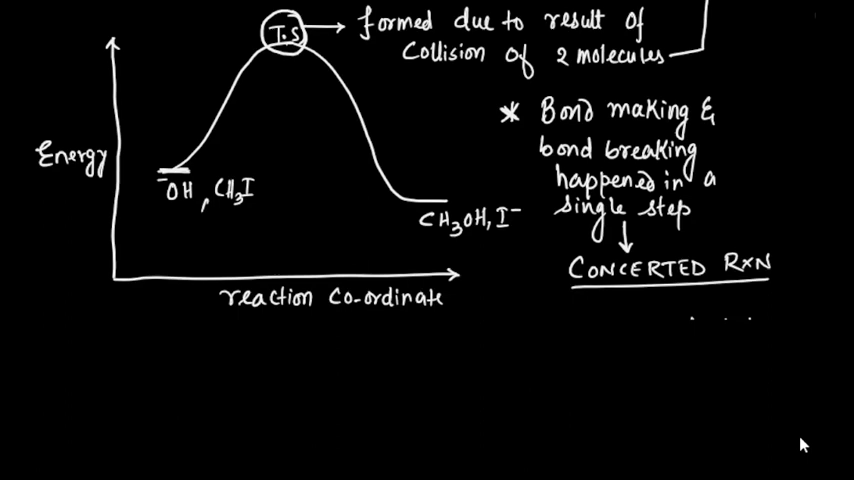 T.S → formed due to result of
Collision of 2 molecules
* Bond making &
bond breaking
happened in a
single step
↓
CONCERTED RXN
Energy
⁻OH, CH₃I
CH₃OH, I⁻
reaction co-ordinate